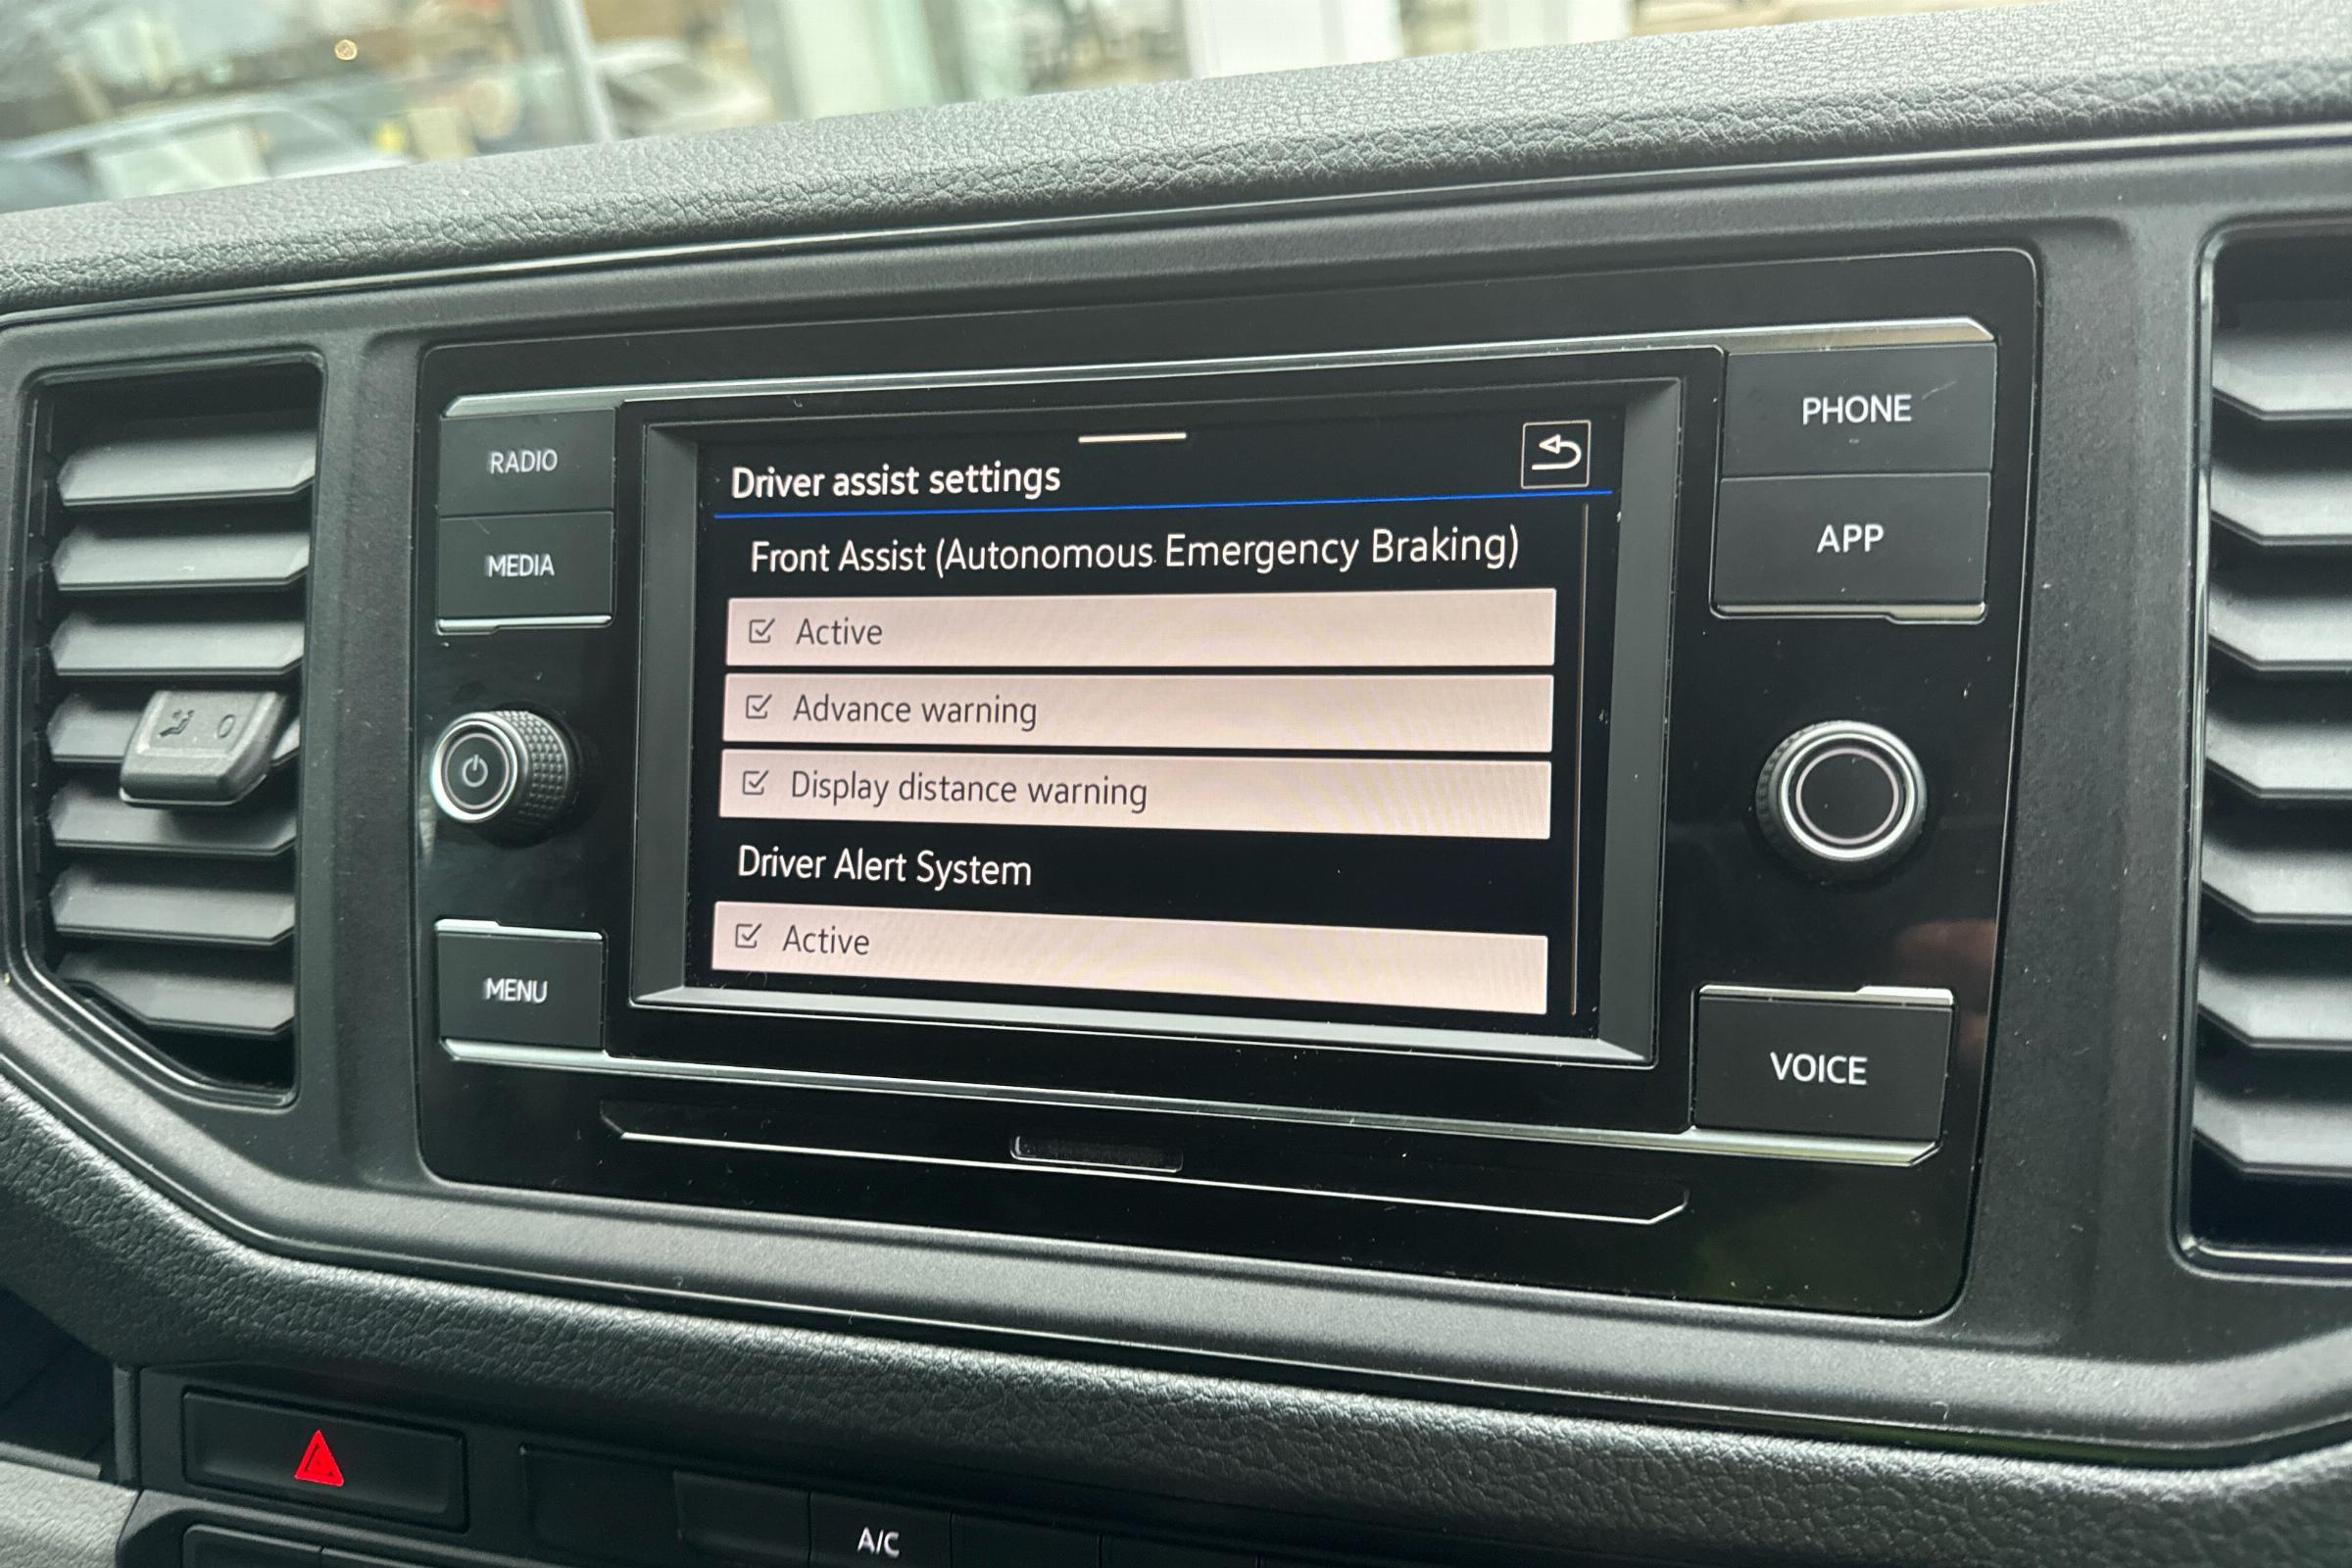 RADIO
MEDIA
MENU
Driver assist settings
Front Assist (Autonomous Emergency Braking)
Active
Advance warning
Display distance warning
Driver Alert System
Active
PHONE
APP
VOICE
A/C